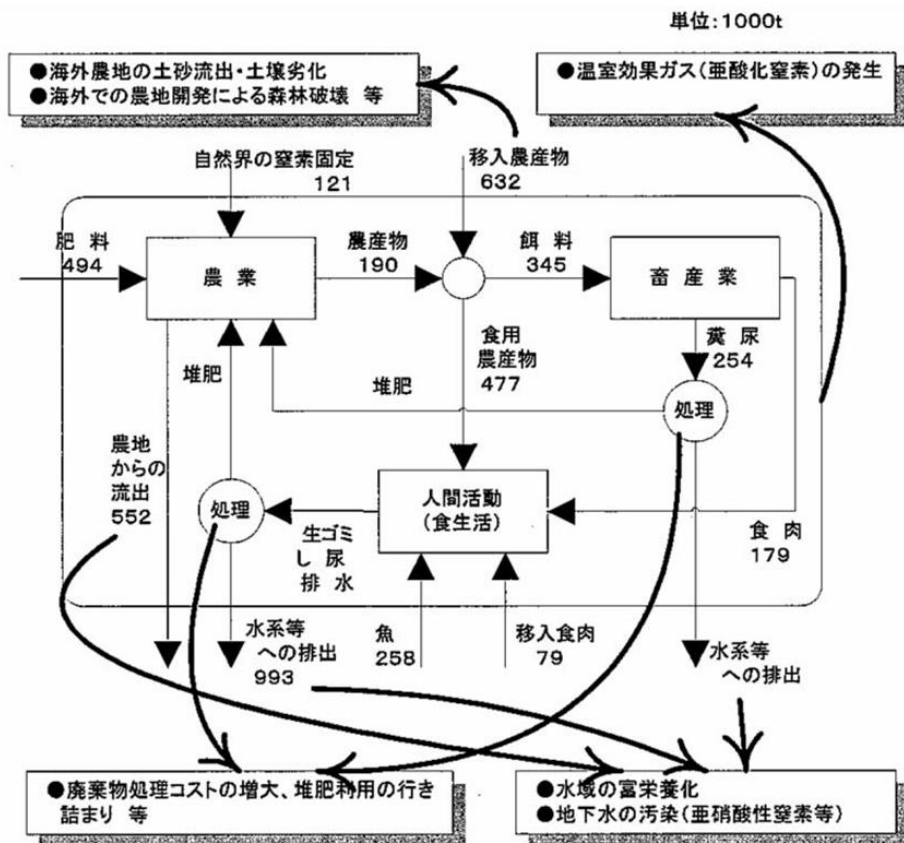 単位:1000t
●海外農地の土砂流出・土壌劣化
●海外での農地開発による森林破壊 等
●温室効果ガス(亜酸化窒素)の発生
自然界の窒素固定
121
移入農産物
632
肥 料
494
農 業
農産物
190
餌 料
345
畜 産 業
堆肥
食用
農産物
477
堆肥
糞 尿
254
処理
農地
からの
流出
552
処理
人間活動
(食生活)
生ゴミ
し 尿
排 水
食 肉
179
水系等
への排出
993
魚
258
移入食肉
79
水系等
への排出
●廃棄物処理コストの増大、堆肥利用の行き
詰まり 等
●水域の富栄養化
●地下水の汚染(亜硝酸性窒素等)